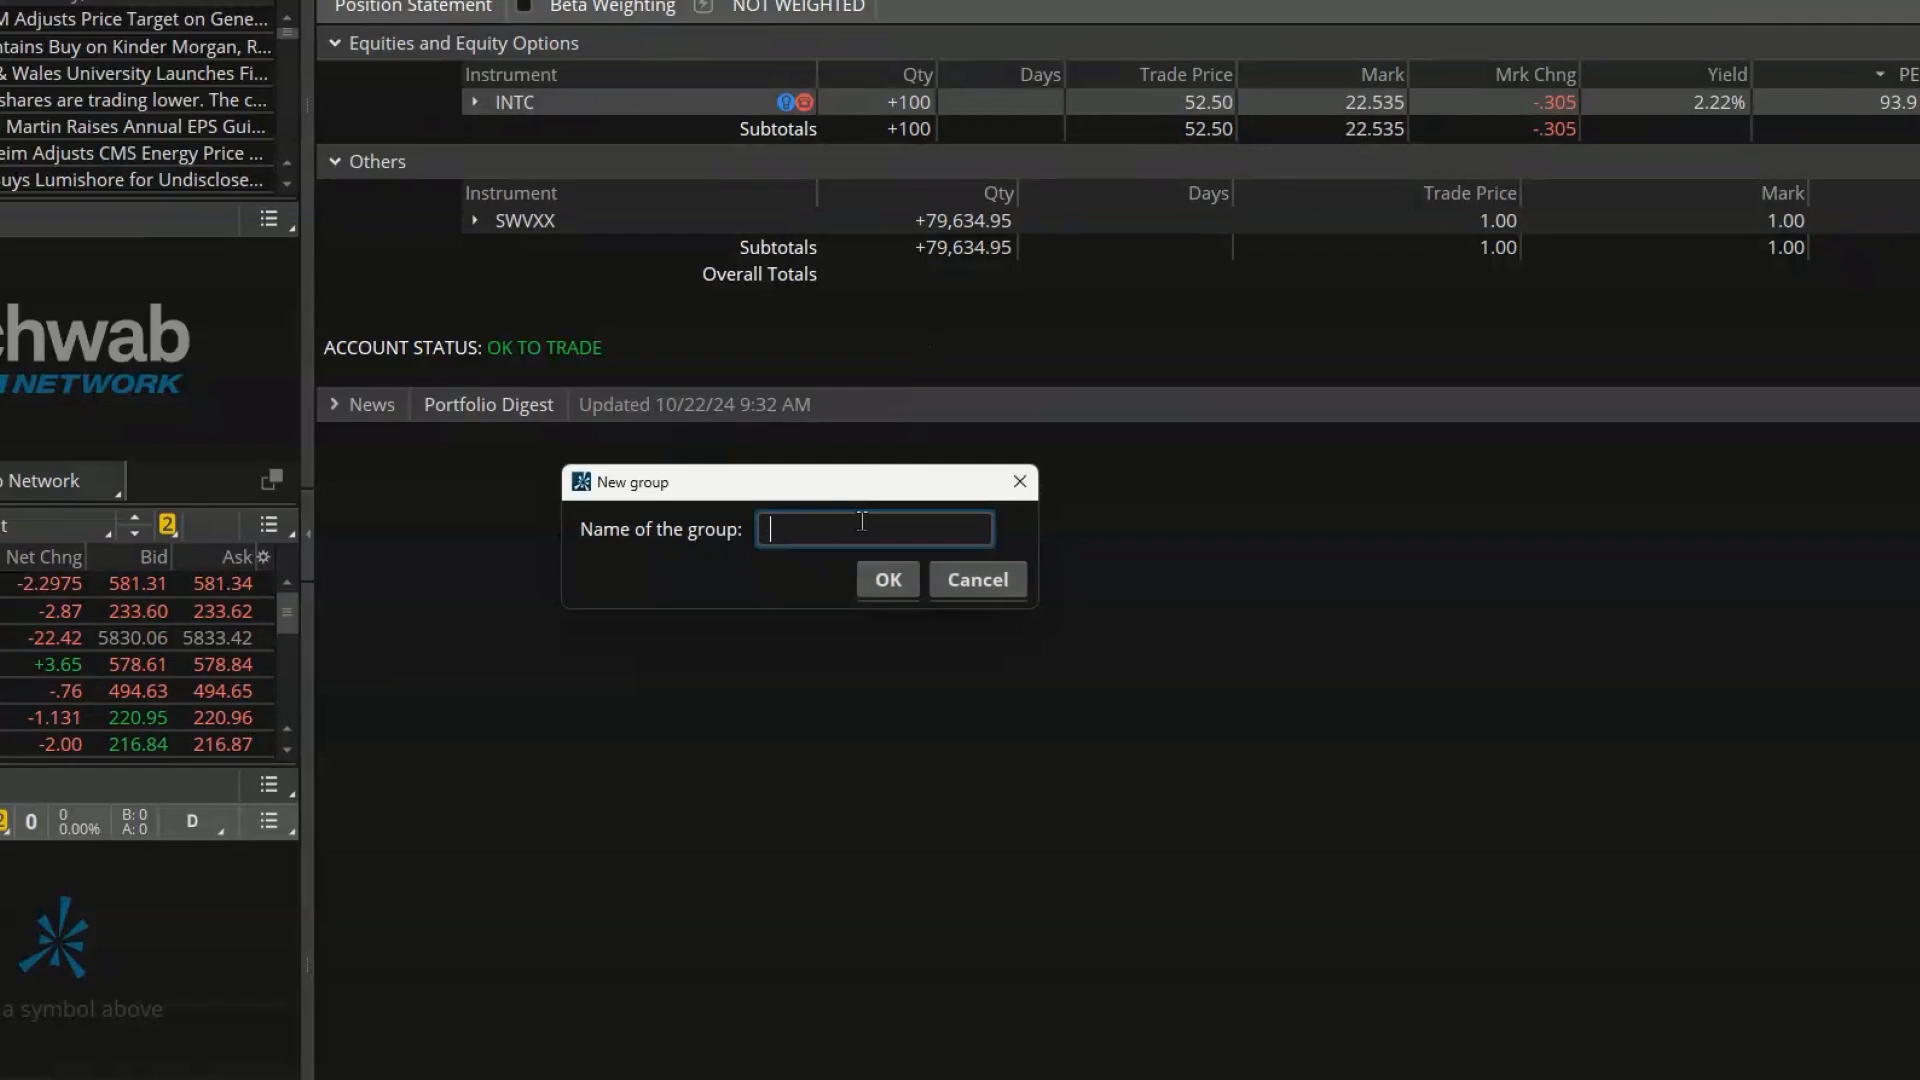 M Adjusts Price Target on Gene...
ntains Buy on Kinder Morgan, R...
& Wales University Launches Fi...
shares are trading lower. The c...
Martin Raises Annual EPS Gui...
eim Adjusts CMS Energy Price ...
uys Lumishore for Undisclose...
chwab
NETWORK
o Network
t 2
Net Chng Bid Ask
-2.2975 581.31 581.34
-2.87 233.60 233.62
-22.42 5830.06 5833.42
+3.65 578.61 578.84
-.76 494.63 494.65
-1.131 220.95 220.96
-2.00 216.84 216.87
2 0 0 0.00% B: 0 A: 0 D
a symbol above
Position Statement Beta Weighting NOT WEIGHTED
Equities and Equity Options
Instrument Qty Days Trade Price Mark Mrk Chng Yield PE
INTC +100 52.50 22.535 -.305 2.22% 93.9
Subtotals +100 52.50 22.535 -.305
Others
Instrument Qty Days Trade Price Mark
SWVXX +79,634.95 1.00 1.00
Subtotals +79,634.95 1.00 1.00
Overall Totals
ACCOUNT STATUS: OK TO TRADE
News Portfolio Digest Updated 10/22/24 9:32 AM
New group
Name of the group:
OK Cancel